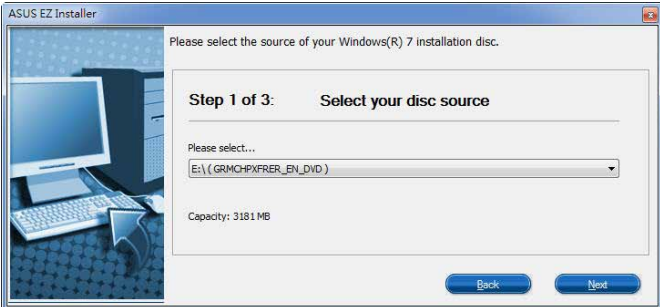 ASUS EZ Installer
Please select the source of your Windows(R) 7 installation disc.
Step 1 of 3: Select your disc source
Please select...
E:\ ( GRMCHPXFRER_EN_DVD )
Capacity: 3181 MB
Back Next